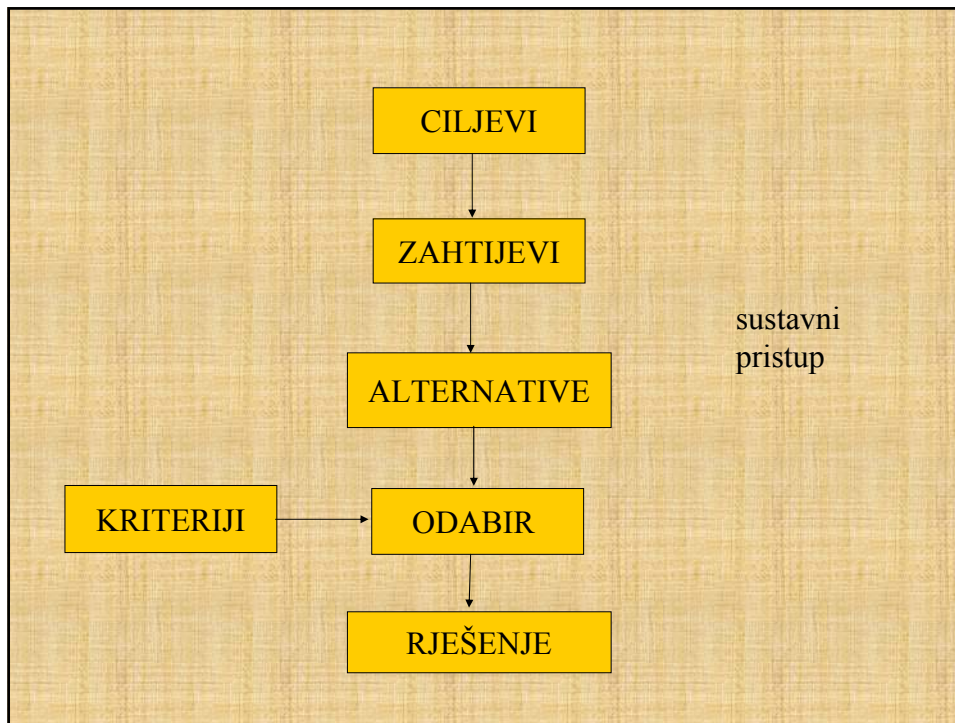 CILJEVI
ZAHTIJEVI
sustavni
pristup
ALTERNATIVE
KRITERIJI
ODABIR
RJEŠENJE